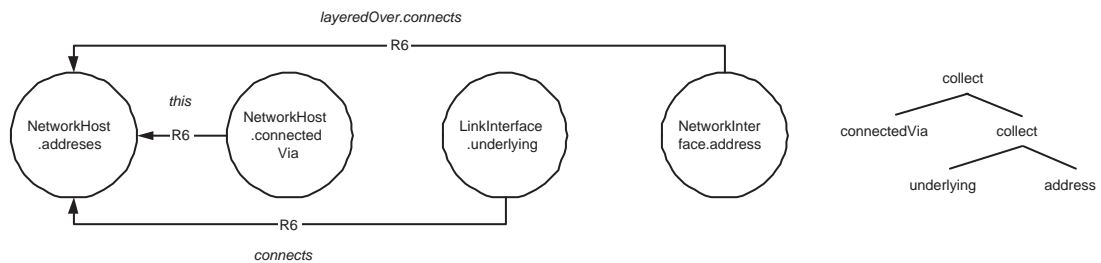 layeredOver.connects
R6
NetworkHost
.addreses
this
R6
NetworkHost
.connected
Via
LinkInterface
.underlying
NetworkInter
face.address
R6
connects
collect
connectedVia
collect
underlying
address